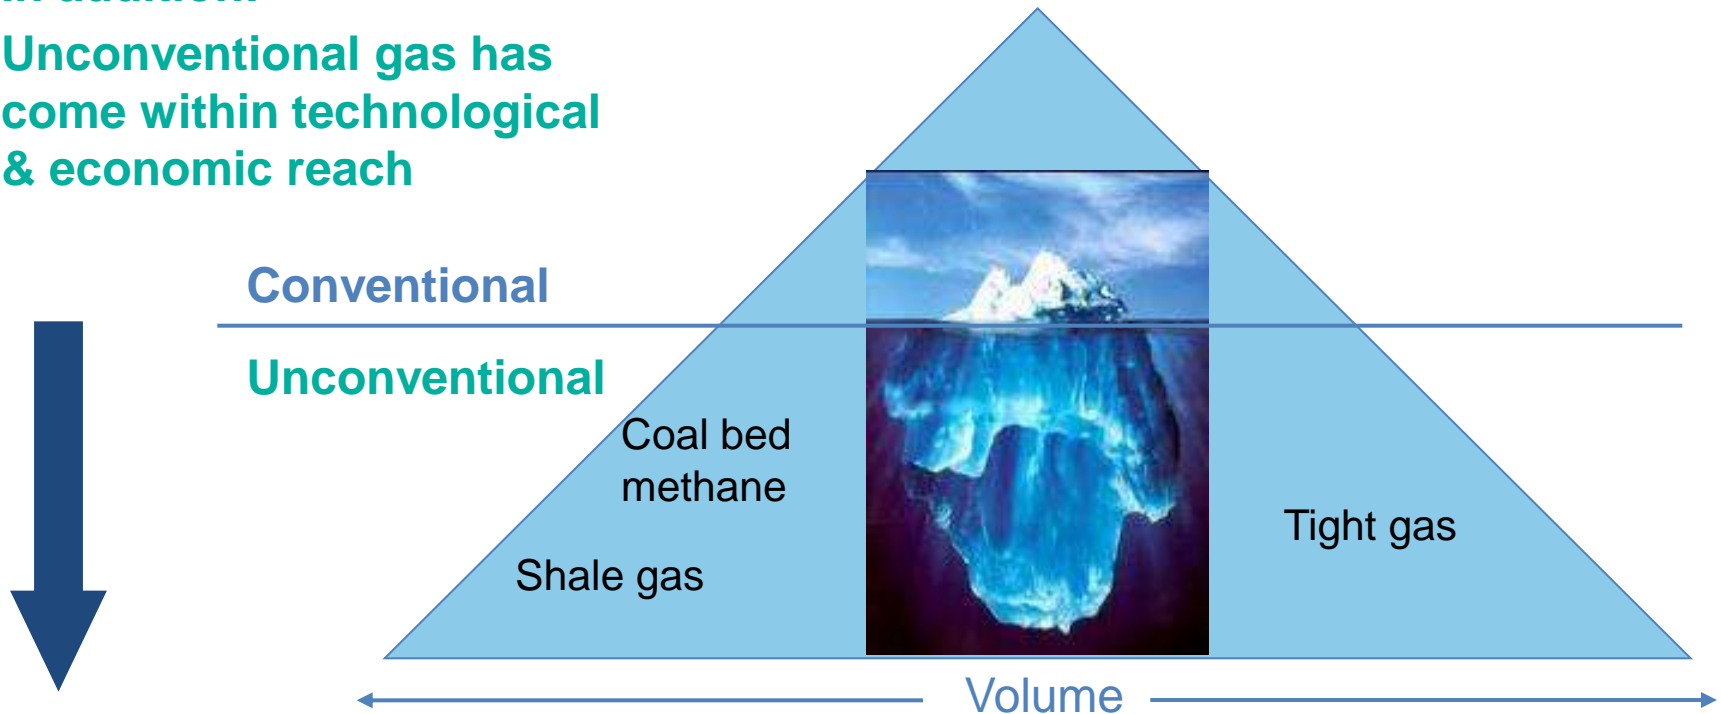 Unconventional gas has
come within technological
& economic reach
Conventional
Unconventional
Coal bed
methane
Tight gas
Shale gas
Volume